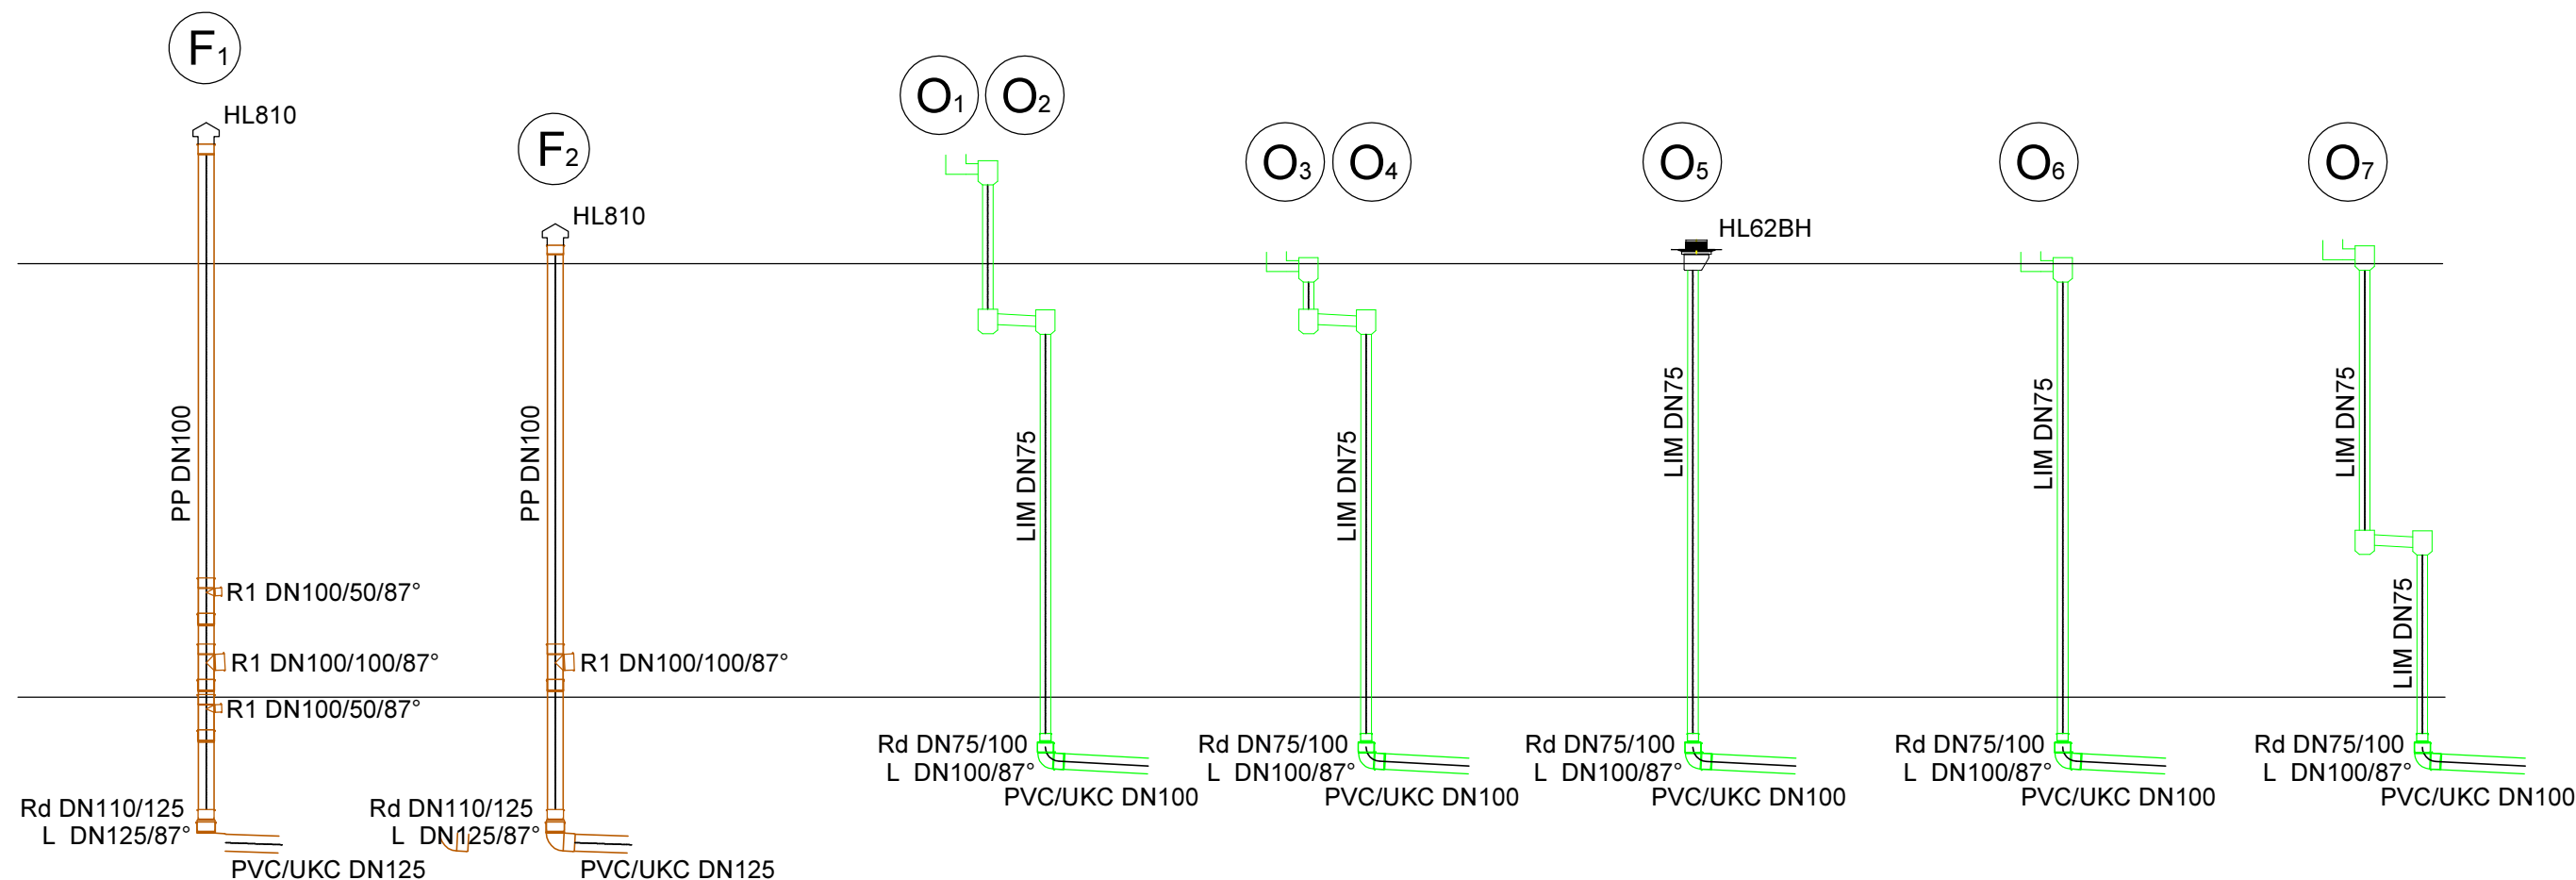 F1
HL810
PP DN100
R1 DN100/50/87°
R1 DN100/100/87°
R1 DN100/50/87°
Rd DN110/125
L DN125/87°
PVC/UKC DN125
F2
HL810
PP DN100
R1 DN100/100/87°
Rd DN110/125
L DN125/87°
PVC/UKC DN125
O1 O2
LIM DN75
Rd DN75/100
L DN100/87°
PVC/UKC DN100
O3 O4
LIM DN75
Rd DN75/100
L DN100/87°
PVC/UKC DN100
O5
HL62BH
LIM DN75
Rd DN75/100
L DN100/87°
PVC/UKC DN100
O6
LIM DN75
Rd DN75/100
L DN100/87°
PVC/UKC DN100
O7
LIM DN75
LIM DN75
Rd DN75/100
L DN100/87°
PVC/UKC DN100